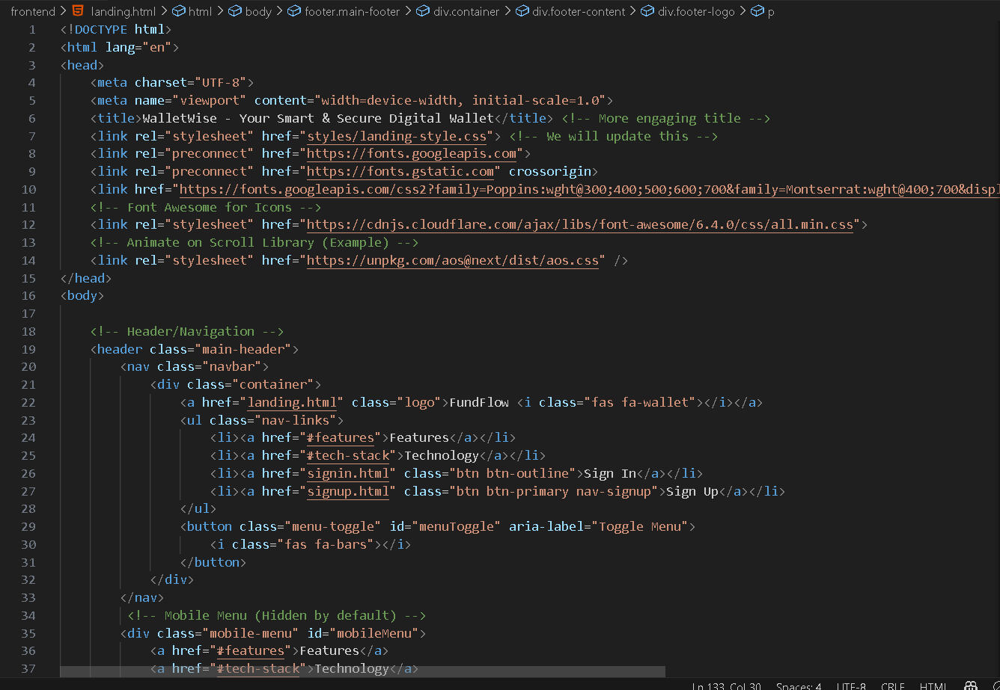 frontend > landing.html > html > body > footer.main-footer > div.container > div.footer-content > div.footer-logo > p
1 <!DOCTYPE html>
2 <html lang="en">
3 <head>
4 <meta charset="UTF-8">
5 <meta name="viewport" content="width=device-width, initial-scale=1.0">
6 <title>WalletWise - Your Smart & Secure Digital Wallet</title> <!-- More engaging title -->
7 <link rel="stylesheet" href="styles/landing-style.css"> <!-- We will update this -->
8 <link rel="preconnect" href="https://fonts.googleapis.com">
9 <link rel="preconnect" href="https://fonts.gstatic.com" crossorigin>
10 <link href="https://fonts.googleapis.com/css2?family=Poppins:wght@300;400;500;600;700&family=Montserrat:wght@400;700&displ
11 <!-- Font Awesome for Icons -->
12 <link rel="stylesheet" href="https://cdnjs.cloudflare.com/ajax/libs/font-awesome/6.4.0/css/all.min.css">
13 <!-- Animate on Scroll Library (Example) -->
14 <link rel="stylesheet" href="https://unpkg.com/aos@next/dist/aos.css" />
15 </head>
16 <body>
17
18 <!-- Header/Navigation -->
19 <header class="main-header">
20 <nav class="navbar">
21 <div class="container">
22 <a href="landing.html" class="logo">FundFlow <i class="fas fa-wallet"></i></a>
23 <ul class="nav-links">
24 <li><a href="#features">Features</a></li>
25 <li><a href="#tech-stack">Technology</a></li>
26 <li><a href="signin.html" class="btn btn-outline">Sign In</a></li>
27 <li><a href="signup.html" class="btn btn-primary nav-signup">Sign Up</a></li>
28 </ul>
29 <button class="menu-toggle" id="menuToggle" aria-label="Toggle Menu">
30 <i class="fas fa-bars"></i>
31 </button>
32 </div>
33 </nav>
34 <!-- Mobile Menu (Hidden by default) -->
35 <div class="mobile-menu" id="mobileMenu">
36 <a href="#features">Features</a>
37 <a href="#tech-stack">Technology</a>
Ln 133, Col 30 Spaces: 4 UTF-8 CRLF HTML